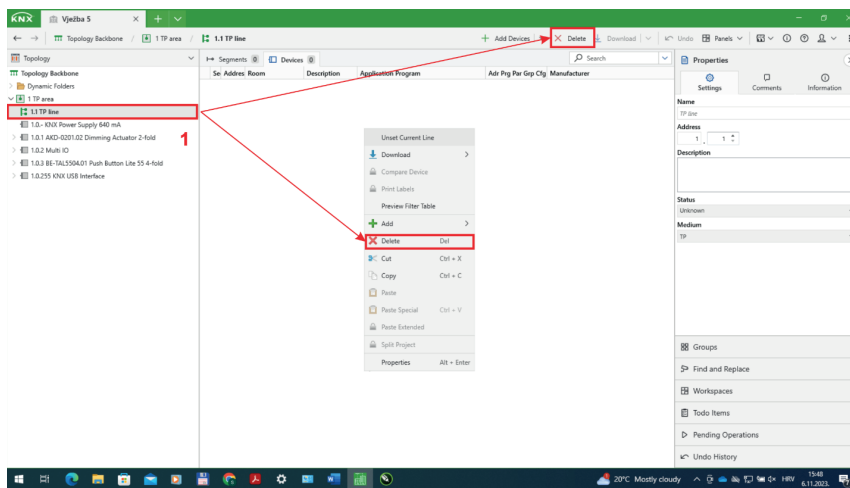 KNX Vježba 5
Topology Backbone / 1 TP area / 1.1 TP line
+ Add Devices Delete Download Undo Panels
Topology
Segments 0 Devices 0
Search
Properties
Topology Backbone
Dynamic Folders
1 TP area
1.1 TP line
1.0.- KNX Power Supply 640 mA
1.0.1 AKD-0201.02 Dimming Actuator 2-fold
1.0.2 Multi IO
1.0.3 BE-TAL5504.01 Push Button Lite 55 4-fold
1.0.255 KNX USB Interface
1
Se Addres Room Description Application Program Adr Prg Par Grp Cfg Manufacturer
Unset Current Line
Download
Compare Device
Print Labels
Preview Filter Table
Add
Delete Del
Cut Ctrl + X
Copy Ctrl + C
Paste
Paste Special Ctrl + V
Paste Extended
Split Project
Properties Alt + Enter
Settings Comments Information
Name
TP line
Address
1 . 1
Description
Status
Unknown
Medium
TP
Groups
Find and Replace
Workspaces
Todo Items
Pending Operations
Undo History
20°C Mostly cloudy HRV 15:48
6.11.2023.